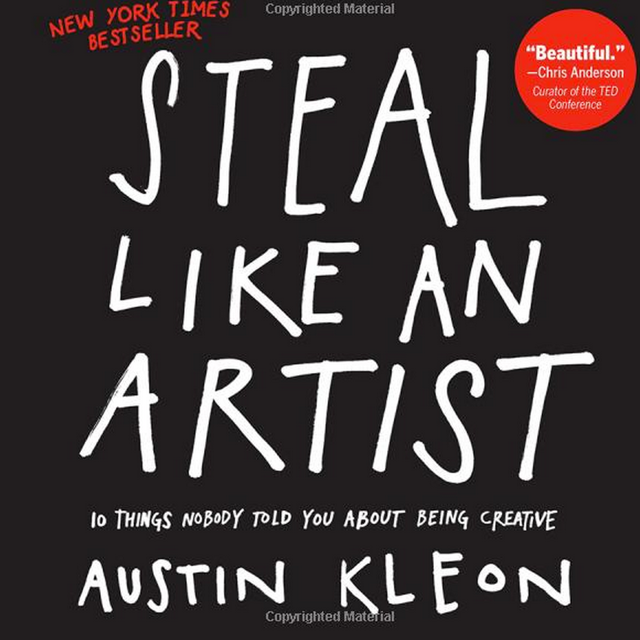 Copyrighted Material
NEW YORK TIMES
BESTSELLER
“Beautiful.”
—Chris Anderson
Curator of the TED
Conference
STEAL
LIKE AN
ARTIST
10 THINGS NOBODY TOLD YOU ABOUT BEING CREATIVE
AUSTIN KLEON
Copyrighted Material